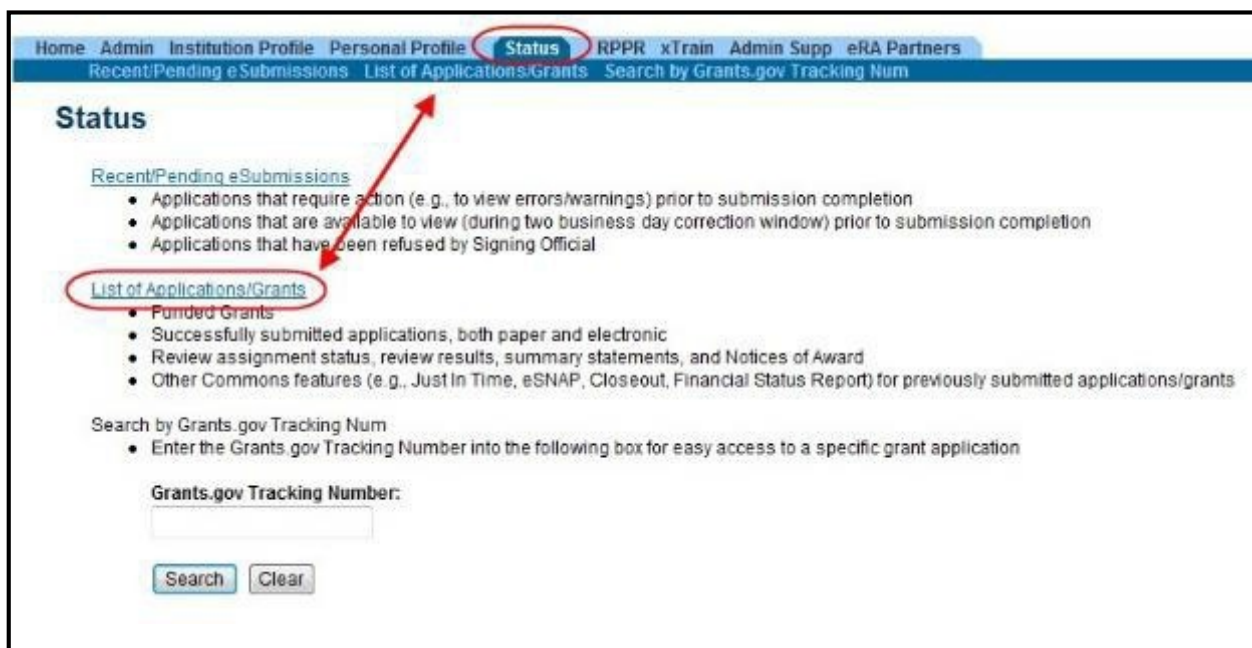 Home Admin Institution Profile Personal Profile Status RPPR xTrain Admin Supp eRA Partners
Recent/Pending eSubmissions List of Applications/Grants Search by Grants.gov Tracking Num
Status
Recent/Pending eSubmissions
• Applications that require action (e.g., to view errors/warnings) prior to submission completion
• Applications that are available to view (during two business day correction window) prior to submission completion
• Applications that have been refused by Signing Official
List of Applications/Grants
• Funded Grants
• Successfully submitted applications, both paper and electronic
• Review assignment status, review results, summary statements, and Notices of Award
• Other Commons features (e.g., Just In Time, eSNAP, Closeout, Financial Status Report) for previously submitted applications/grants
Search by Grants.gov Tracking Num
• Enter the Grants.gov Tracking Number into the following box for easy access to a specific grant application
Grants.gov Tracking Number:
Search Clear